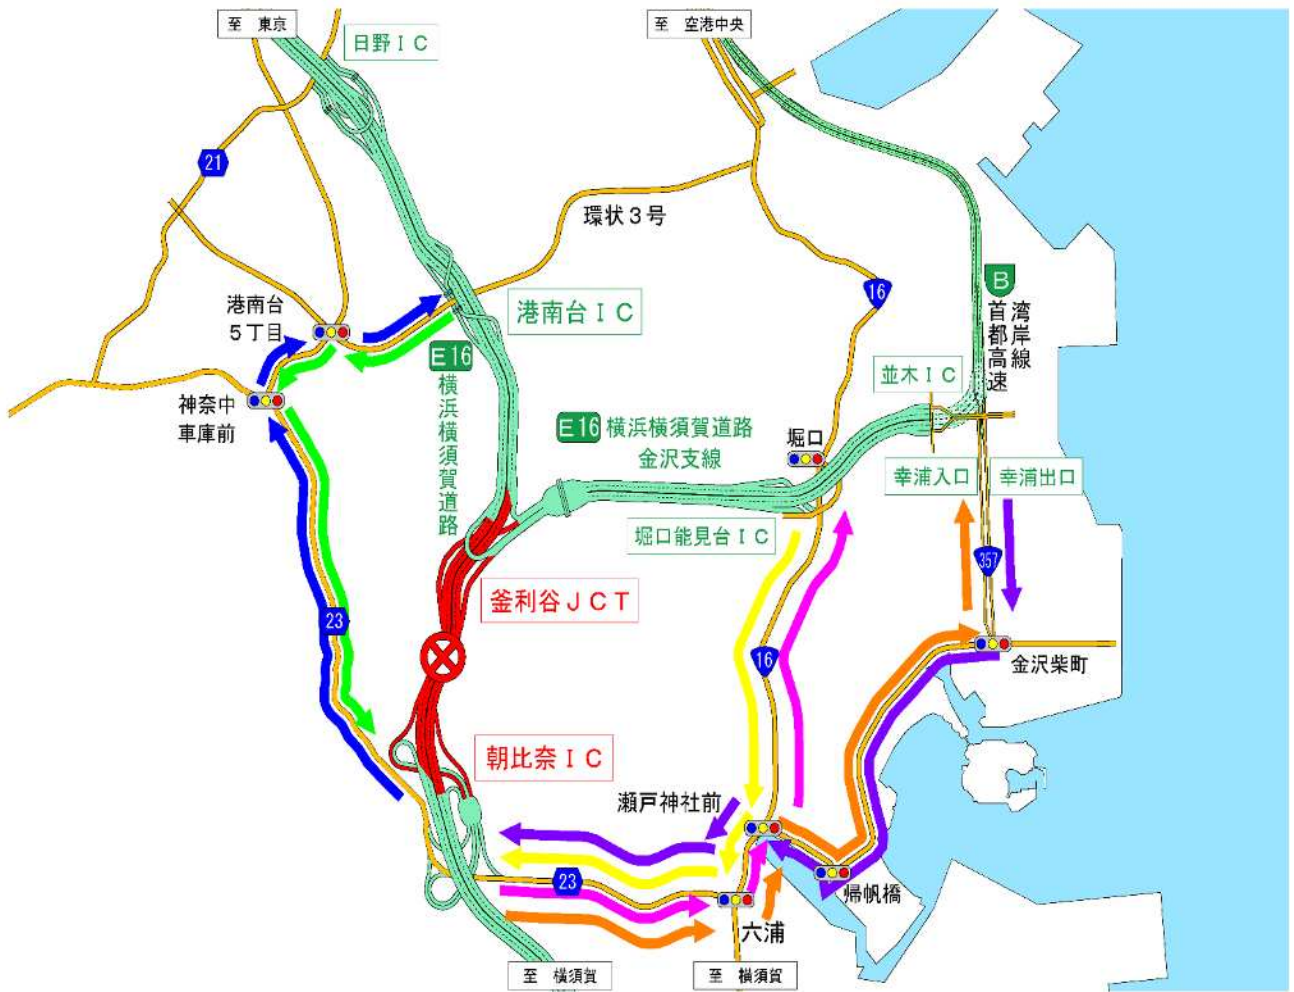 至 東京
日野ＩＣ
至 空港中央
21
環状３号
16
B
湾岸線
首都高速
港南台
５丁目
港南台ＩＣ
E16
横浜横須賀道路
並木ＩＣ
神奈中
車庫前
E16 横浜横須賀道路
金沢支線
堀口
幸浦入口
幸浦出口
堀口能見台ＩＣ
357
釜利谷ＪＣＴ
23
16
金沢柴町
朝比奈ＩＣ
瀬戸神社前
23
帰帆橋
六浦
至 横須賀
至 横須賀